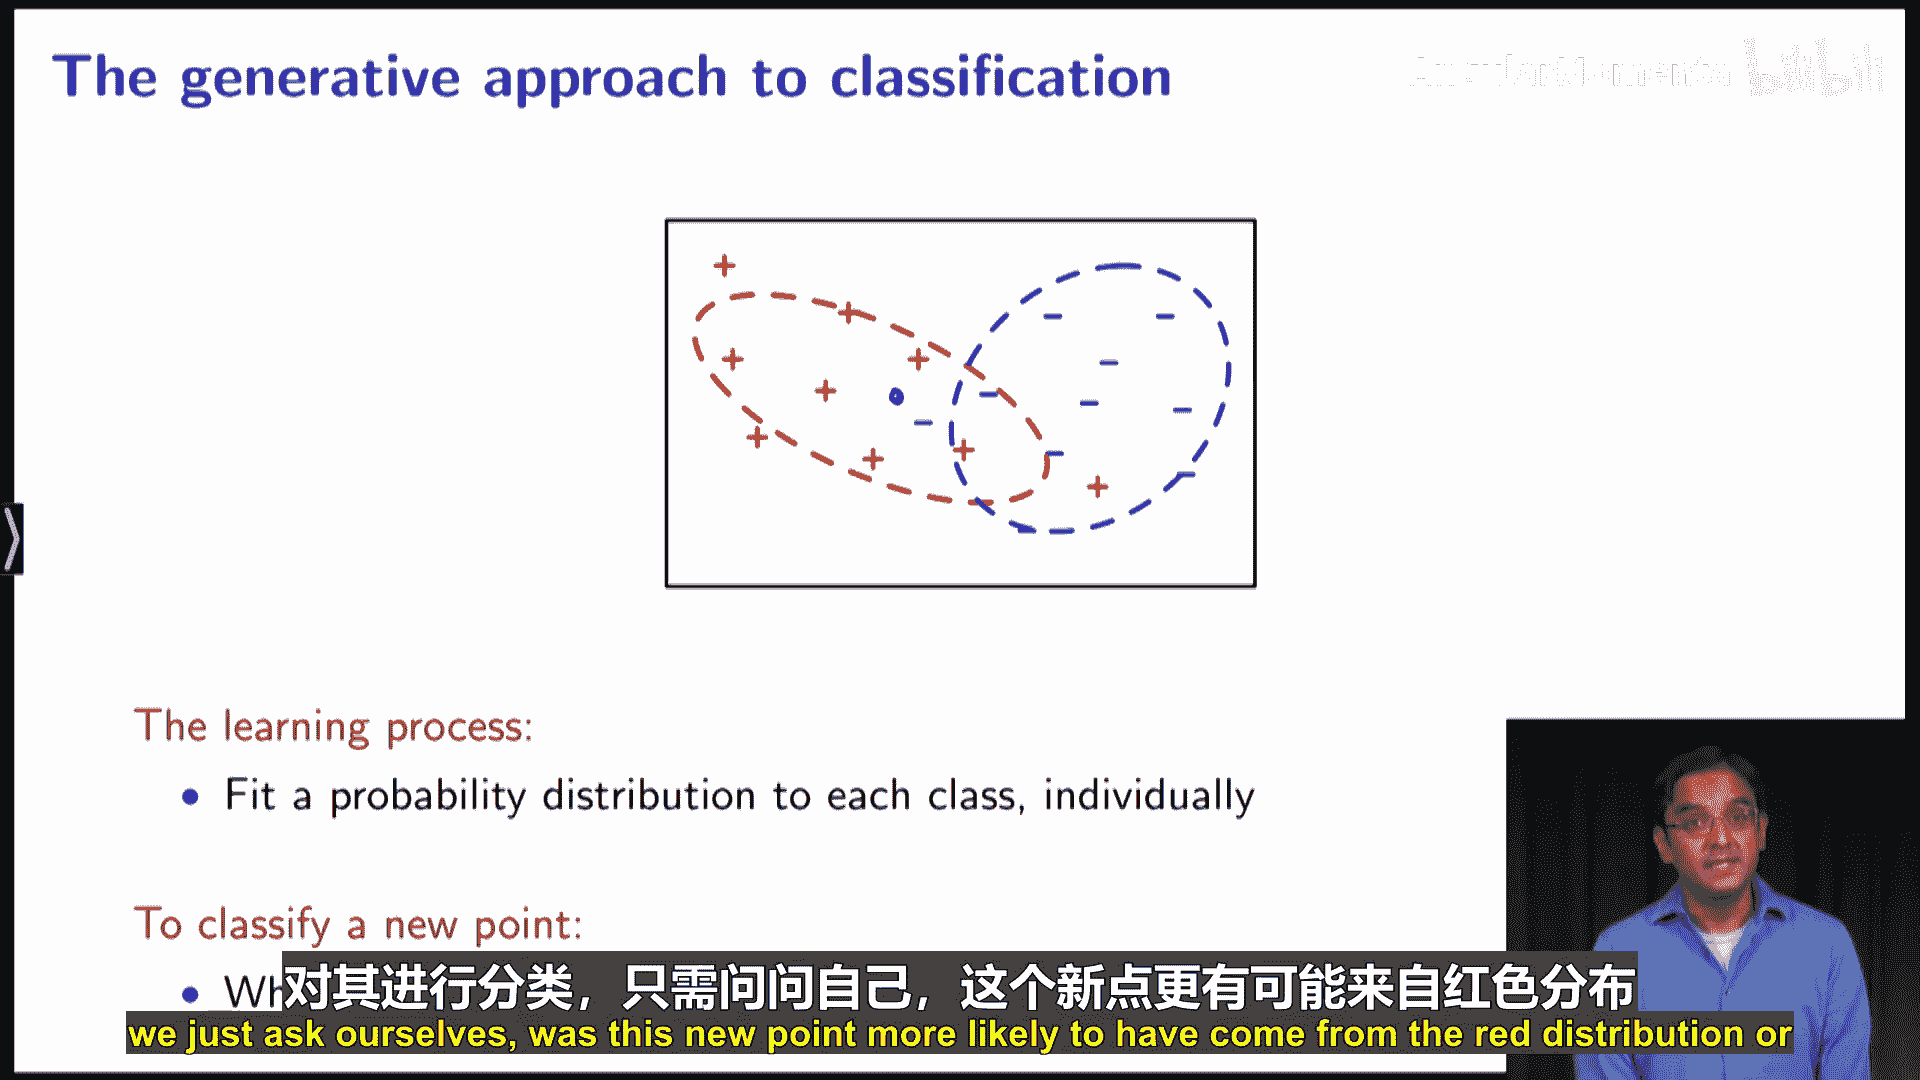 The generative approach to classification
bilibili
The learning process:
• Fit a probability distribution to each class, individually
To classify a new point:
对其进行分类，只需问问自己，这个新点更有可能来自红色分布
we just ask ourselves, was this new point more likely to have come from the red distribution or